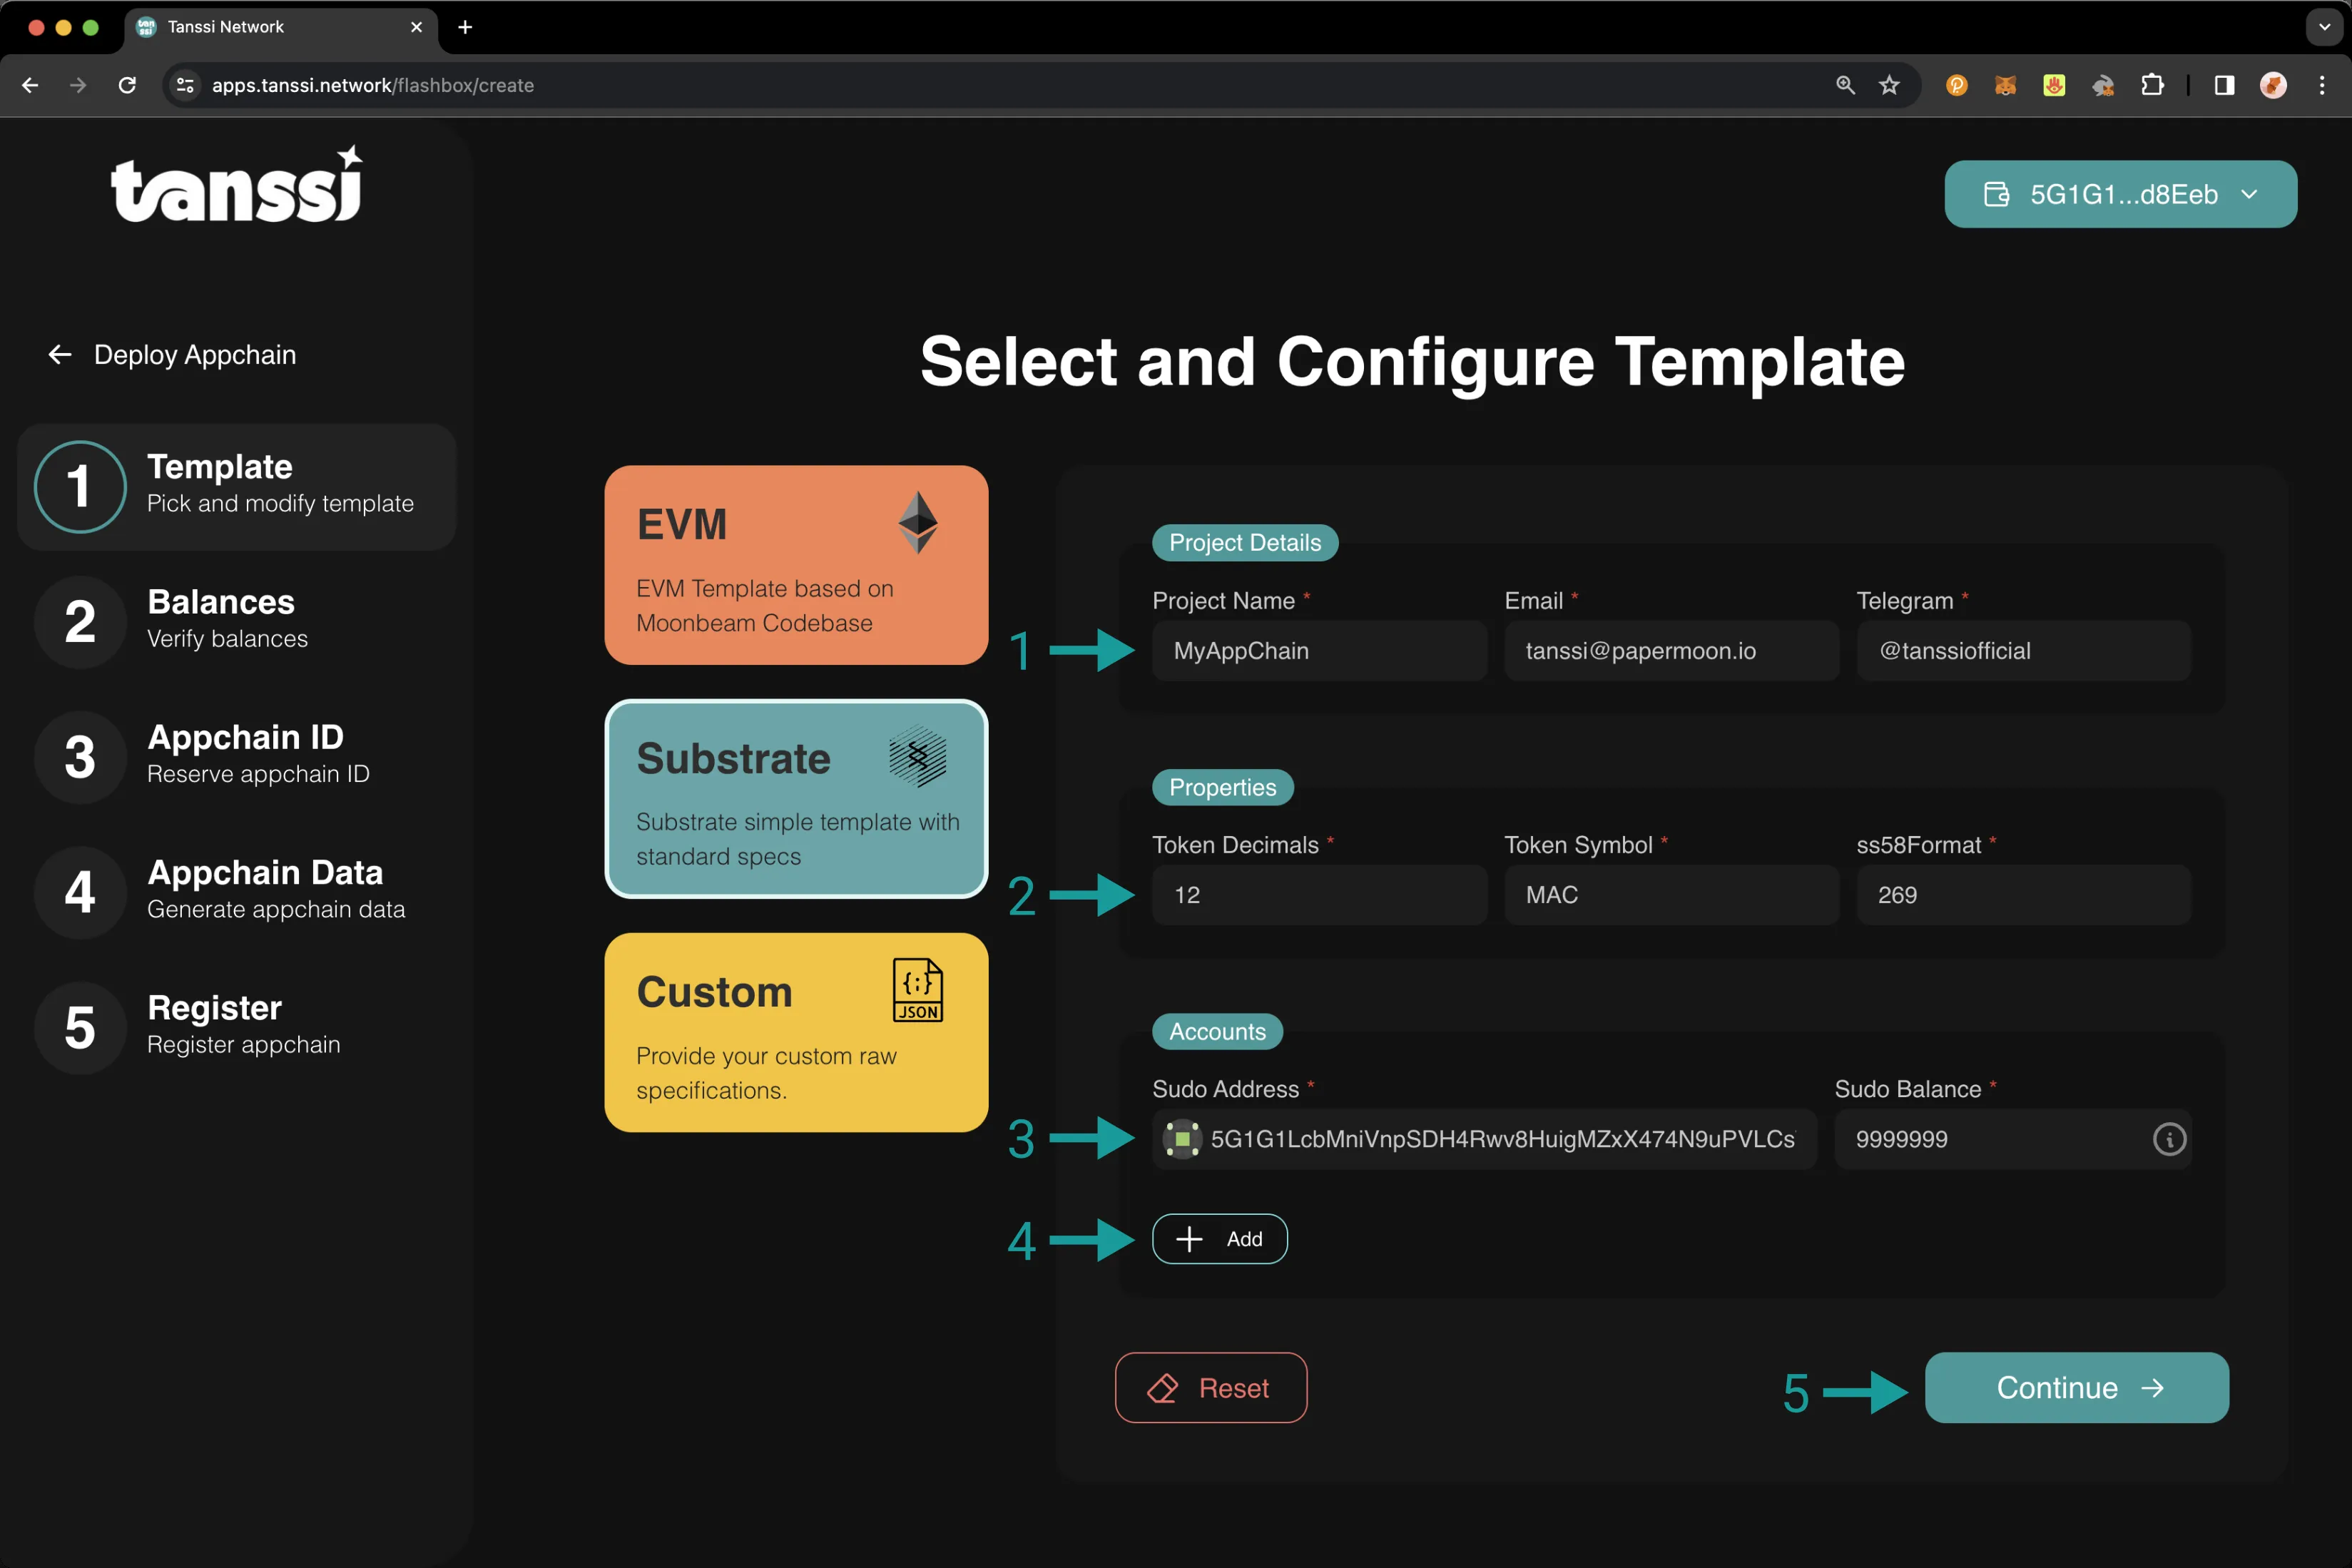 Tanssi Network
apps.tanssi.network/flashbox/create
tanssi
5G1G1...d8Eeb
Deploy Appchain
1
Template
Pick and modify template
2
Balances
Verify balances
3
Appchain ID
Reserve appchain ID
4
Appchain Data
Generate appchain data
5
Register
Register appchain
Select and Configure Template
EVM
EVM Template based on
Moonbeam Codebase
Substrate
Substrate simple template with
standard specs
Custom
JSON
Provide your custom raw
specifications.
Project Details
Project Name * Email * Telegram *
1 MyAppChain tanssi@papermoon.io @tanssiofficial
Properties
Token Decimals * Token Symbol * ss58Format *
2 12 MAC 269
Accounts
Sudo Address * Sudo Balance *
3 5G1G1LcbMniVnpSDH4Rwv8HuigMZxX474N9uPVLCs 9999999
4 Add
Reset
5 Continue